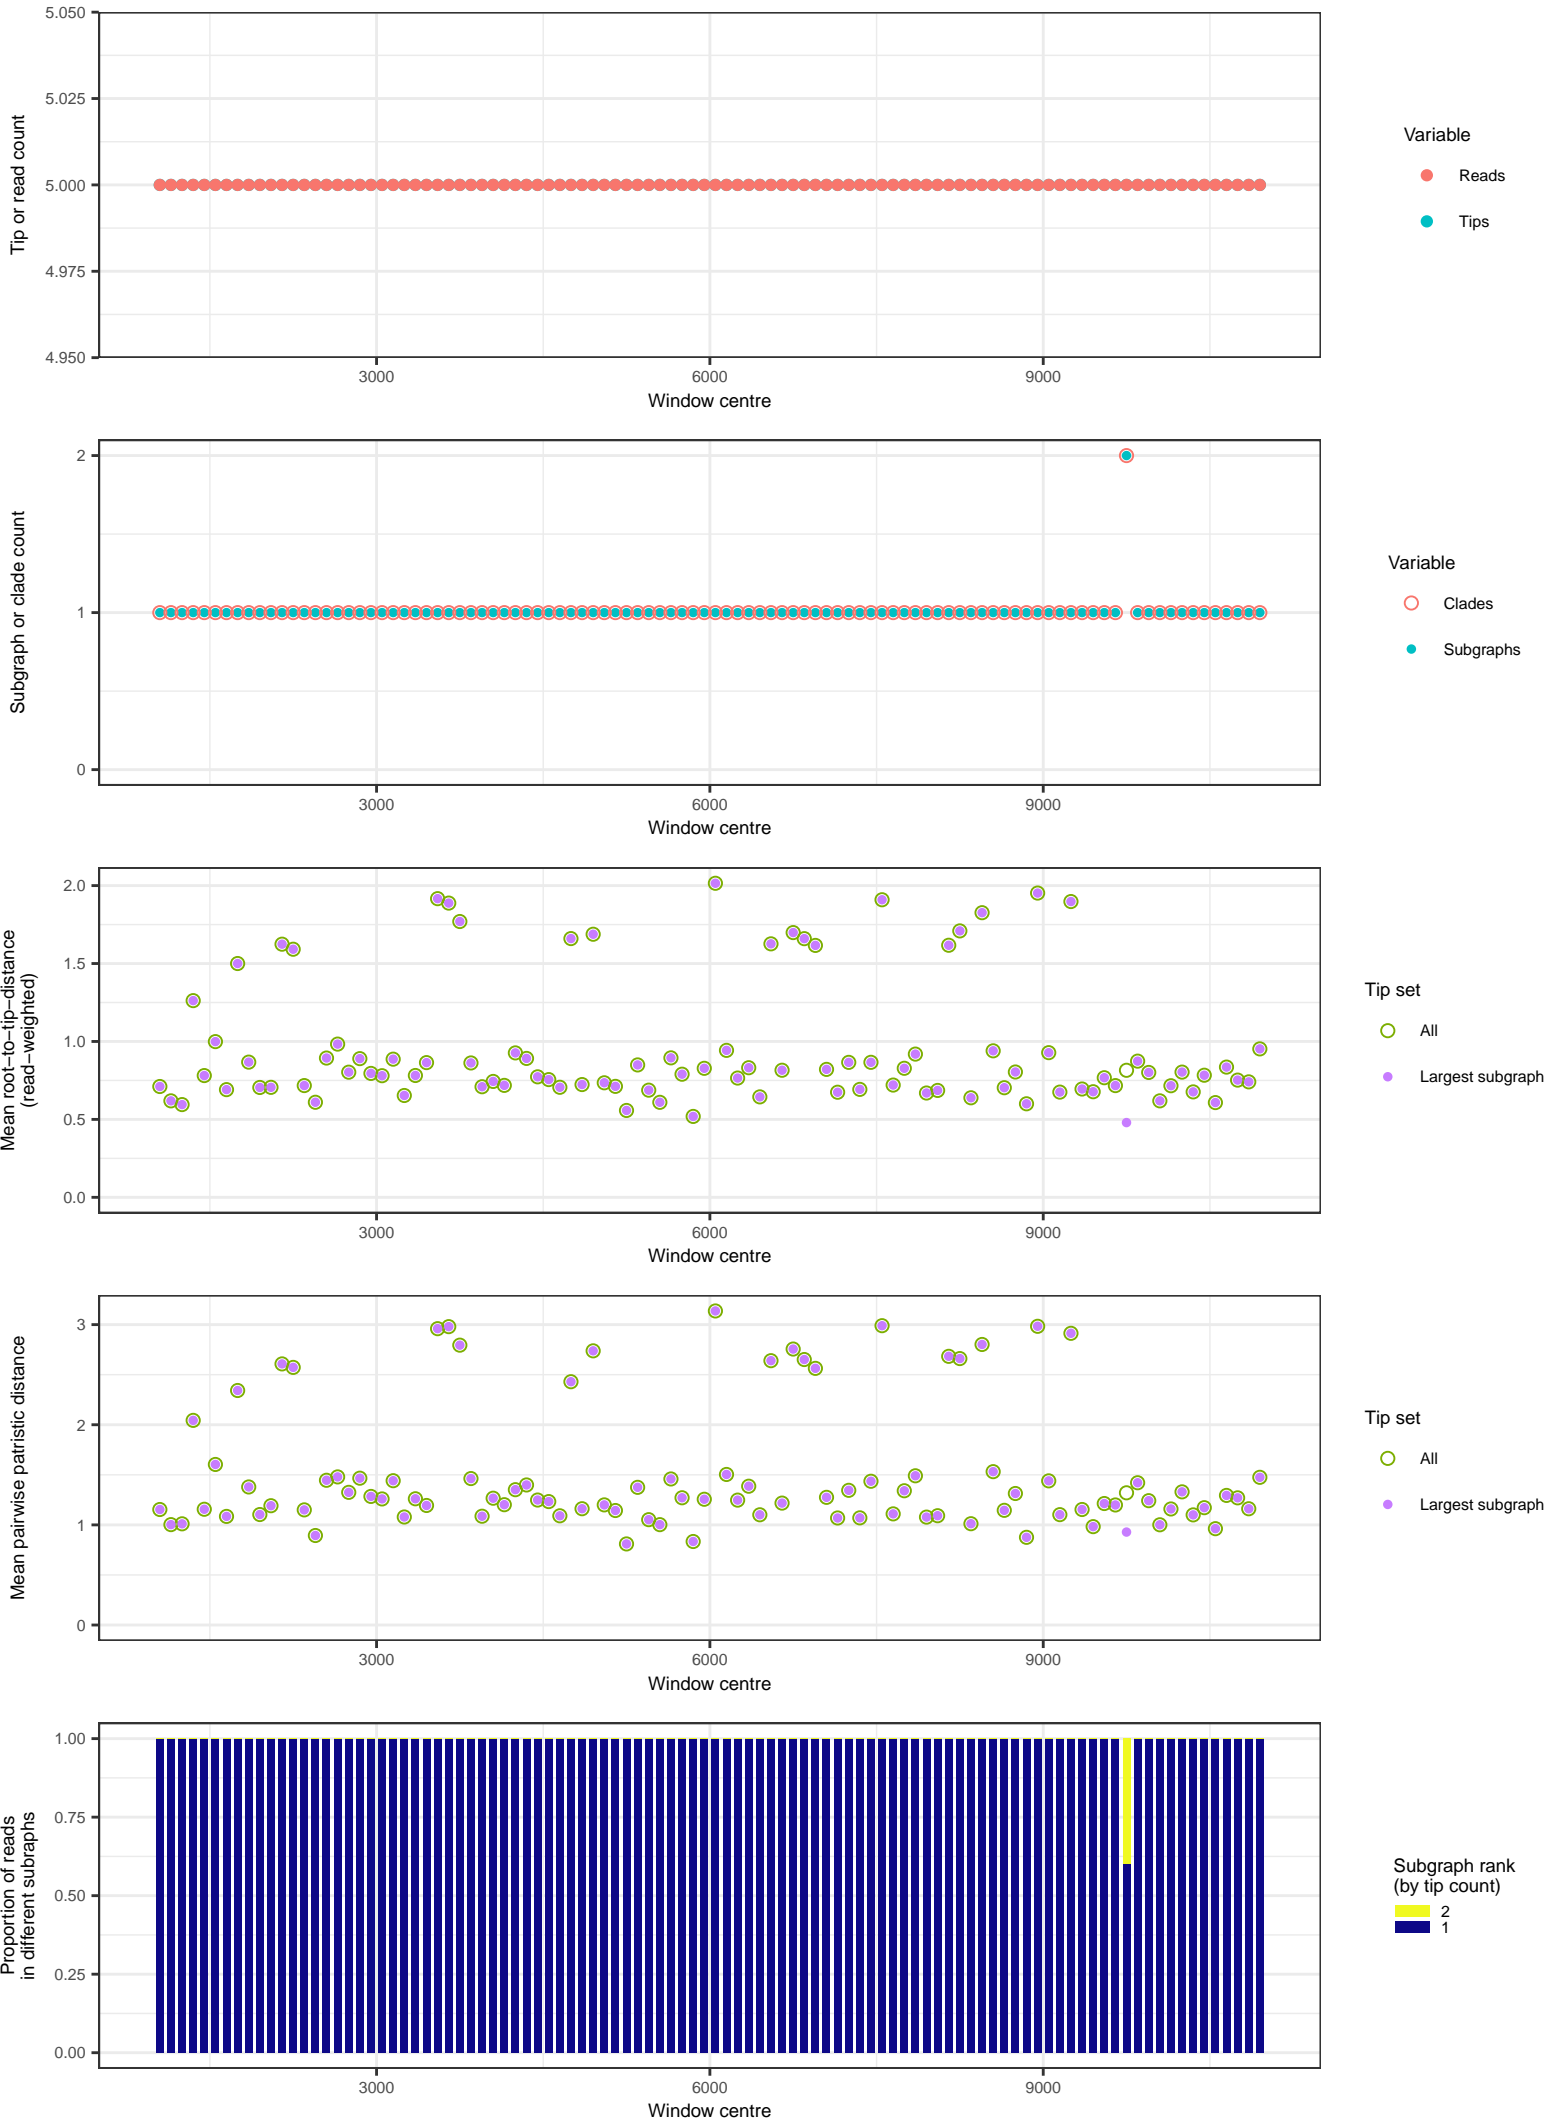 5.050
5.025
5.000
4.975
4.950
Tip or read count
3000
6000
9000
Window centre
Variable
Reads
Tips
2
1
0
Subgraph or clade count
3000
6000
9000
Window centre
Variable
Clades
Subgraphs
2.0
1.5
1.0
0.5
0.0
Mean root−to−tip−distance
(read−weighted)
3000
6000
9000
Window centre
Tip set
All
Largest subgraph
3
2
1
0
Mean pairwise patristic distance
3000
6000
9000
Window centre
Tip set
All
Largest subgraph
1.00
0.75
0.50
0.25
0.00
Proportion of reads
in different subraphs
3000
6000
9000
Window centre
Subgraph rank
(by tip count)
2
1